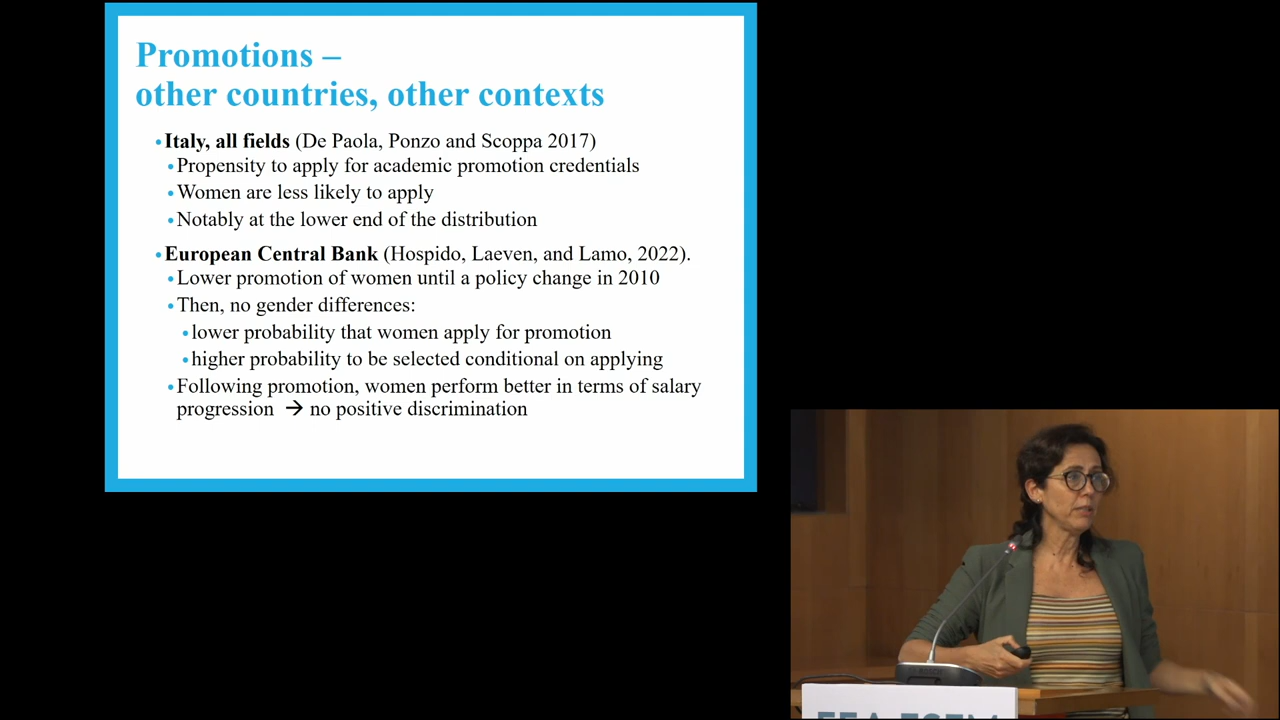 Promotions –
other countries, other contexts
•Italy, all fields (De Paola, Ponzo and Scoppa 2017)
•Propensity to apply for academic promotion credentials
•Women are less likely to apply
•Notably at the lower end of the distribution
•European Central Bank (Hospido, Laeven, and Lamo, 2022).
•Lower promotion of women until a policy change in 2010
•Then, no gender differences:
•lower probability that women apply for promotion
•higher probability to be selected conditional on applying
•Following promotion, women perform better in terms of salary
progression → no positive discrimination
EEA-ESEM